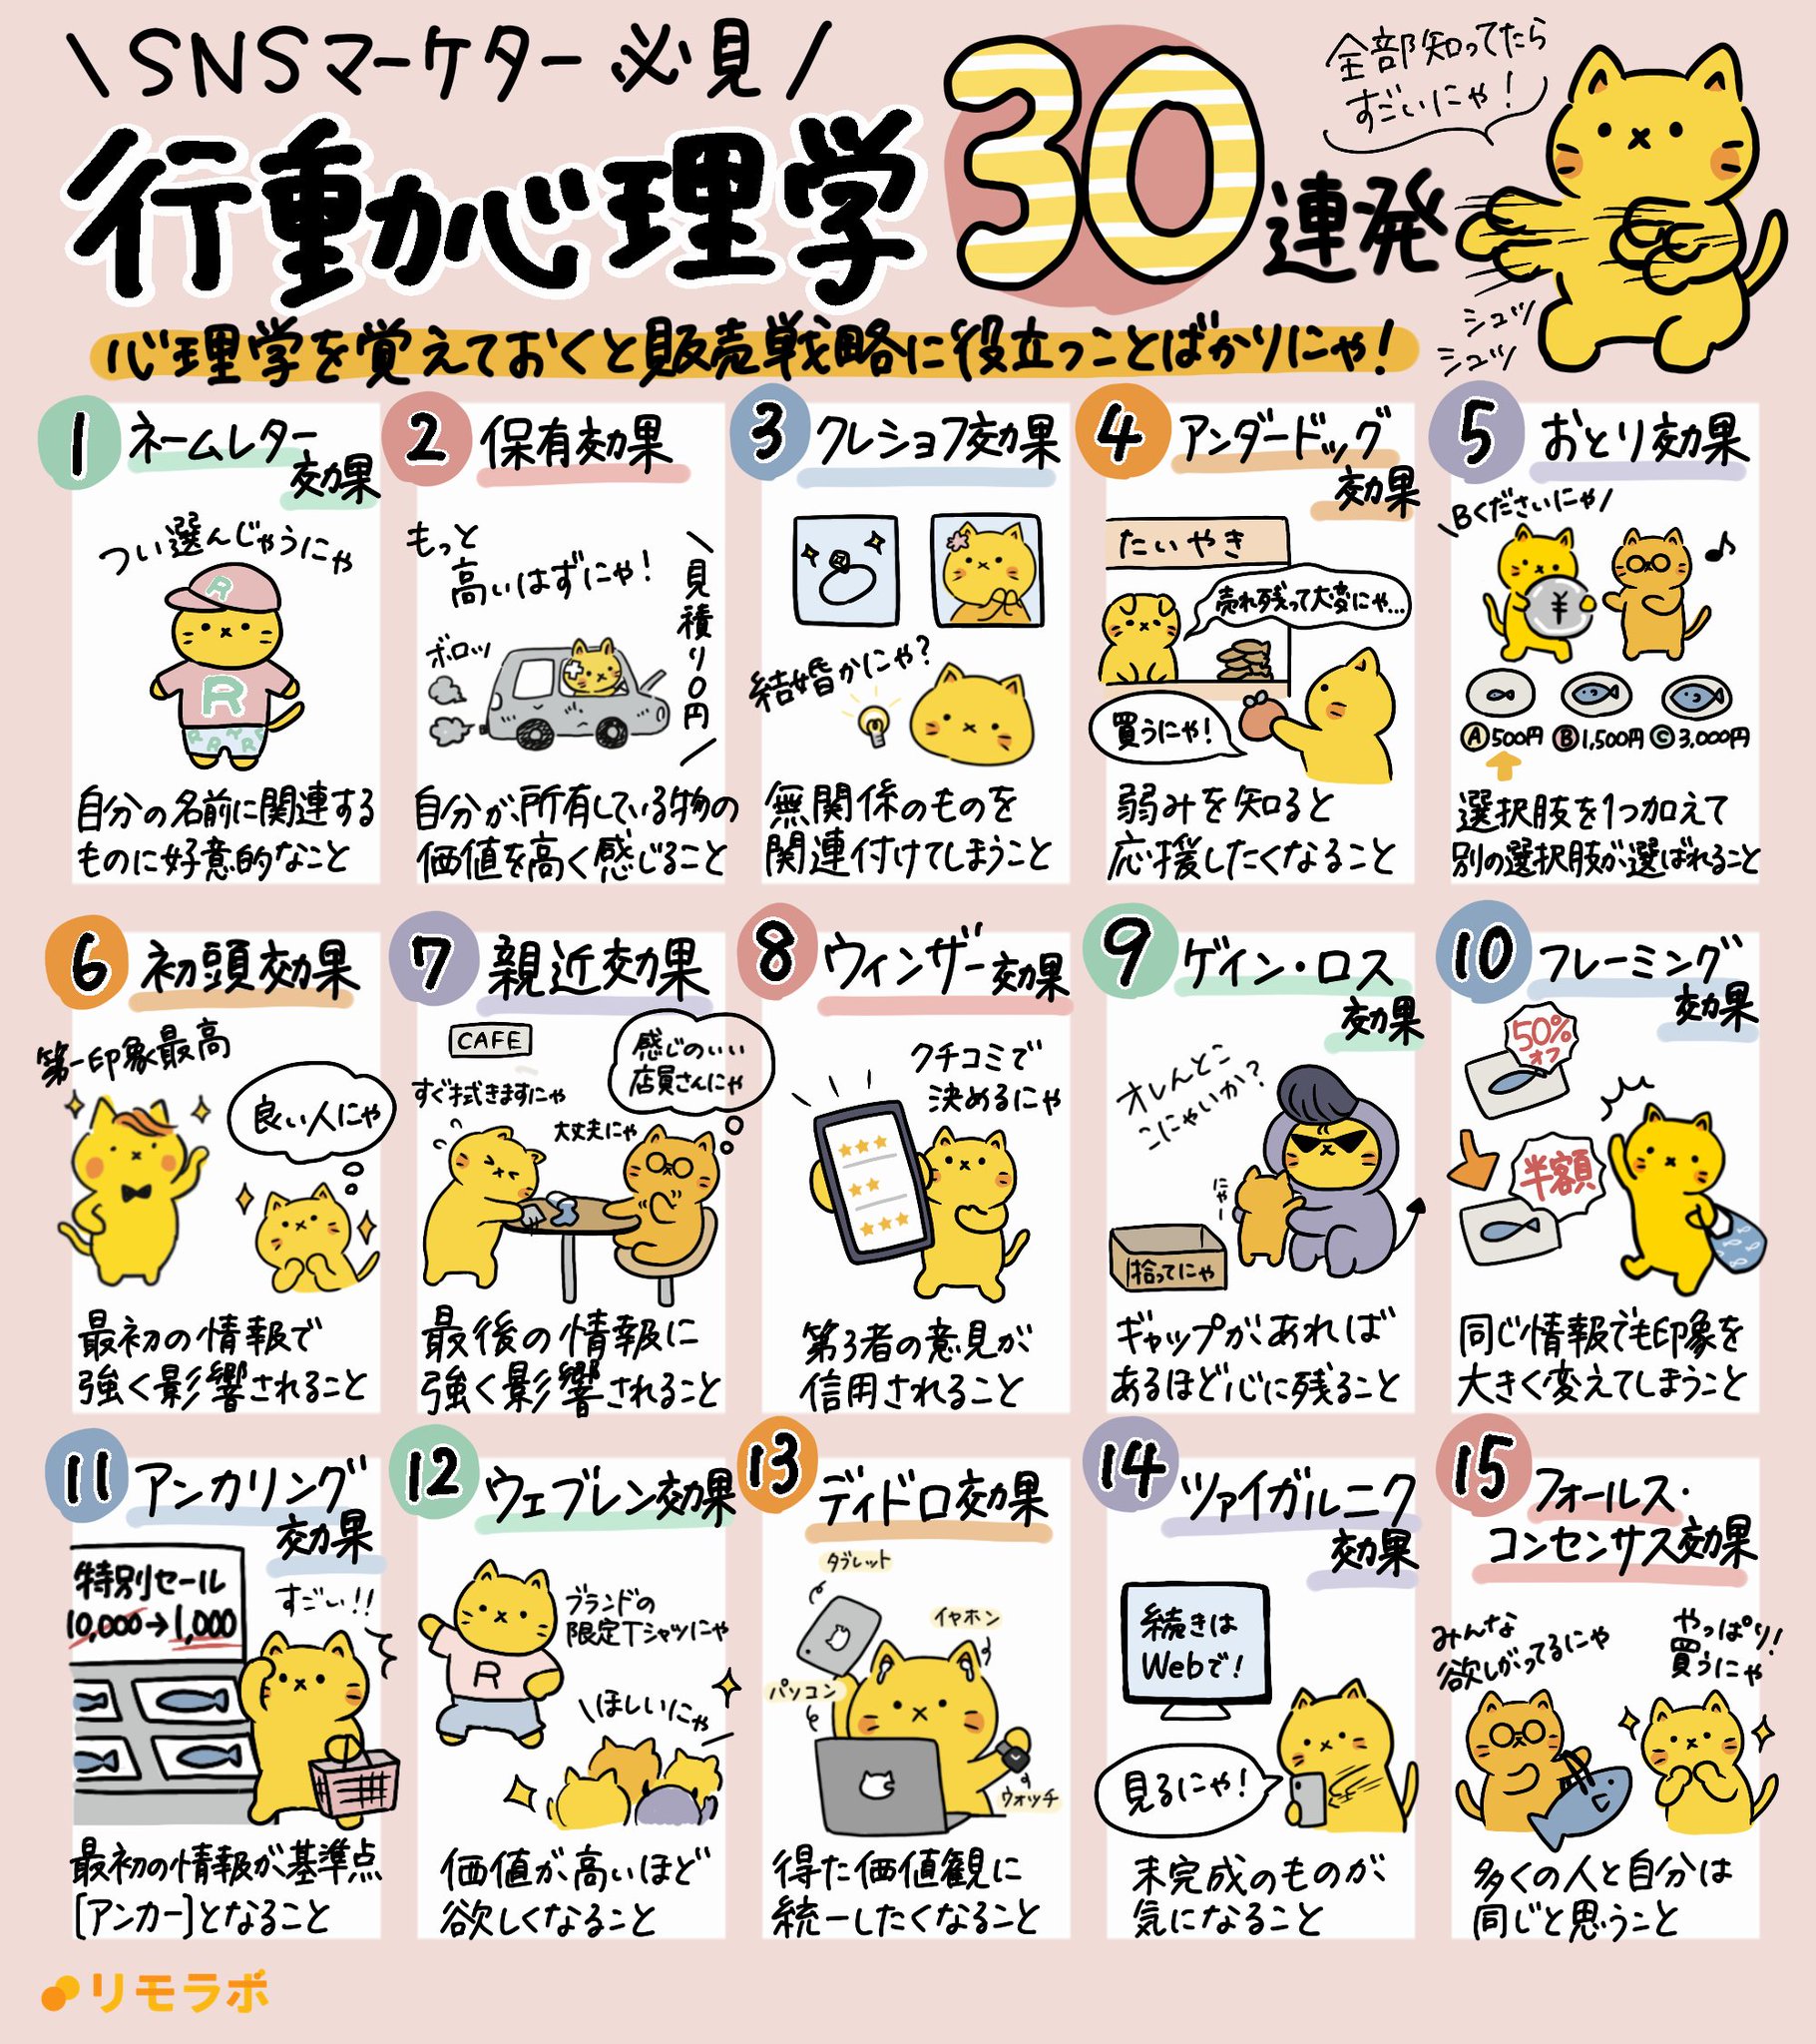 \SNSマーケター 必見/
行動心理学30連発
全部知ってたら
すごいにゃ!
シュッ
シュッ
心理学を覚えておくと販売戦略に役立つことばかりにゃ!
1 ネームレター
効果
つい選んじゃうにゃ
R
R
自分の名前に関連する
ものに好意的なこと
2 保有効果
もっと
高いはずにゃ!
\見積り0円/
ボロッ
自分が所有している物の
価値を高く感じること
3 クレショフ効果
結婚かにゃ?
無関係のものを
関連付けてしまうこと
4 アンダードッグ
効果
たいやき
売れ残って大変にゃ…
買うにゃ!
弱みを知ると
応援したくなること
5 おとり効果
\Bくださいにゃ/
¥
A 500円 B 1,500円 C 3,000円
選択肢を1つ加えて
別の選択肢が選ばれること
6 初頭効果
第一印象最高
良い人にゃ
最初の情報で
強く影響されること
7 親近効果
CAFE
感じのいい
店員さんにゃ
すぐ拭きますにゃ
大丈夫にゃ
最後の情報に
強く影響されること
8 ウィンザー効果
クチコミで
決めるにゃ
第3者の意見が
信用されること
9 ゲイン・ロス
効果
オレんとこ
こにゃいか?
にゃー
拾ってにゃ
ギャップがあれば
あるほど心に残ること
10 フレーミング
効果
50%
オフ
半額
同じ情報でも印象を
大きく変えてしまうこと
11 アンカリング
効果
特別セール
10,000→1,000
すごい!!
最初の情報が基準点
[アンカー]となること
12 ウェブレン効果
ブランドの
限定Tシャツにゃ
R
\ほしいにゃ/
価値が高いほど
欲しくなること
13 ディドロ効果
タブレット
イヤホン
パソコン
ウォッチ
得た価値観に
統一したくなること
14 ツァイガルニク
効果
続きは
Webで!
見るにゃ!
未完成のものが
気になること
15 フォールス・
コンセンサス効果
みんな
欲しがってるにゃ
やっぱり!
買うにゃ
多くの人と自分は
同じと思うこと
リモラボ